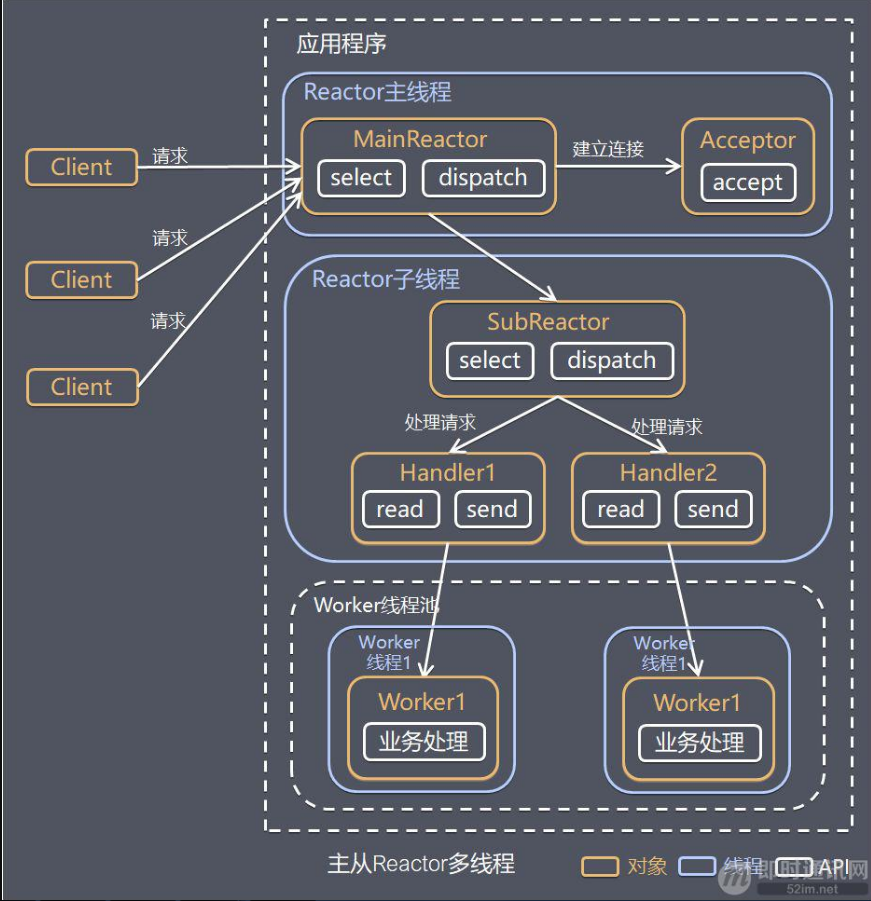 应用程序
Reactor主线程
MainReactor
select
dispatch
建立连接
Acceptor
accept
Client
请求
Client
请求
Client
请求
Reactor子线程
SubReactor
select
dispatch
处理请求
处理请求
Handler1
read
send
Handler2
read
send
Worker线程池
Worker
线程1
Worker1
业务处理
Worker
线程1
Worker1
业务处理
主从Reactor多线程
对象
线程
API
即时通讯网
52im.net